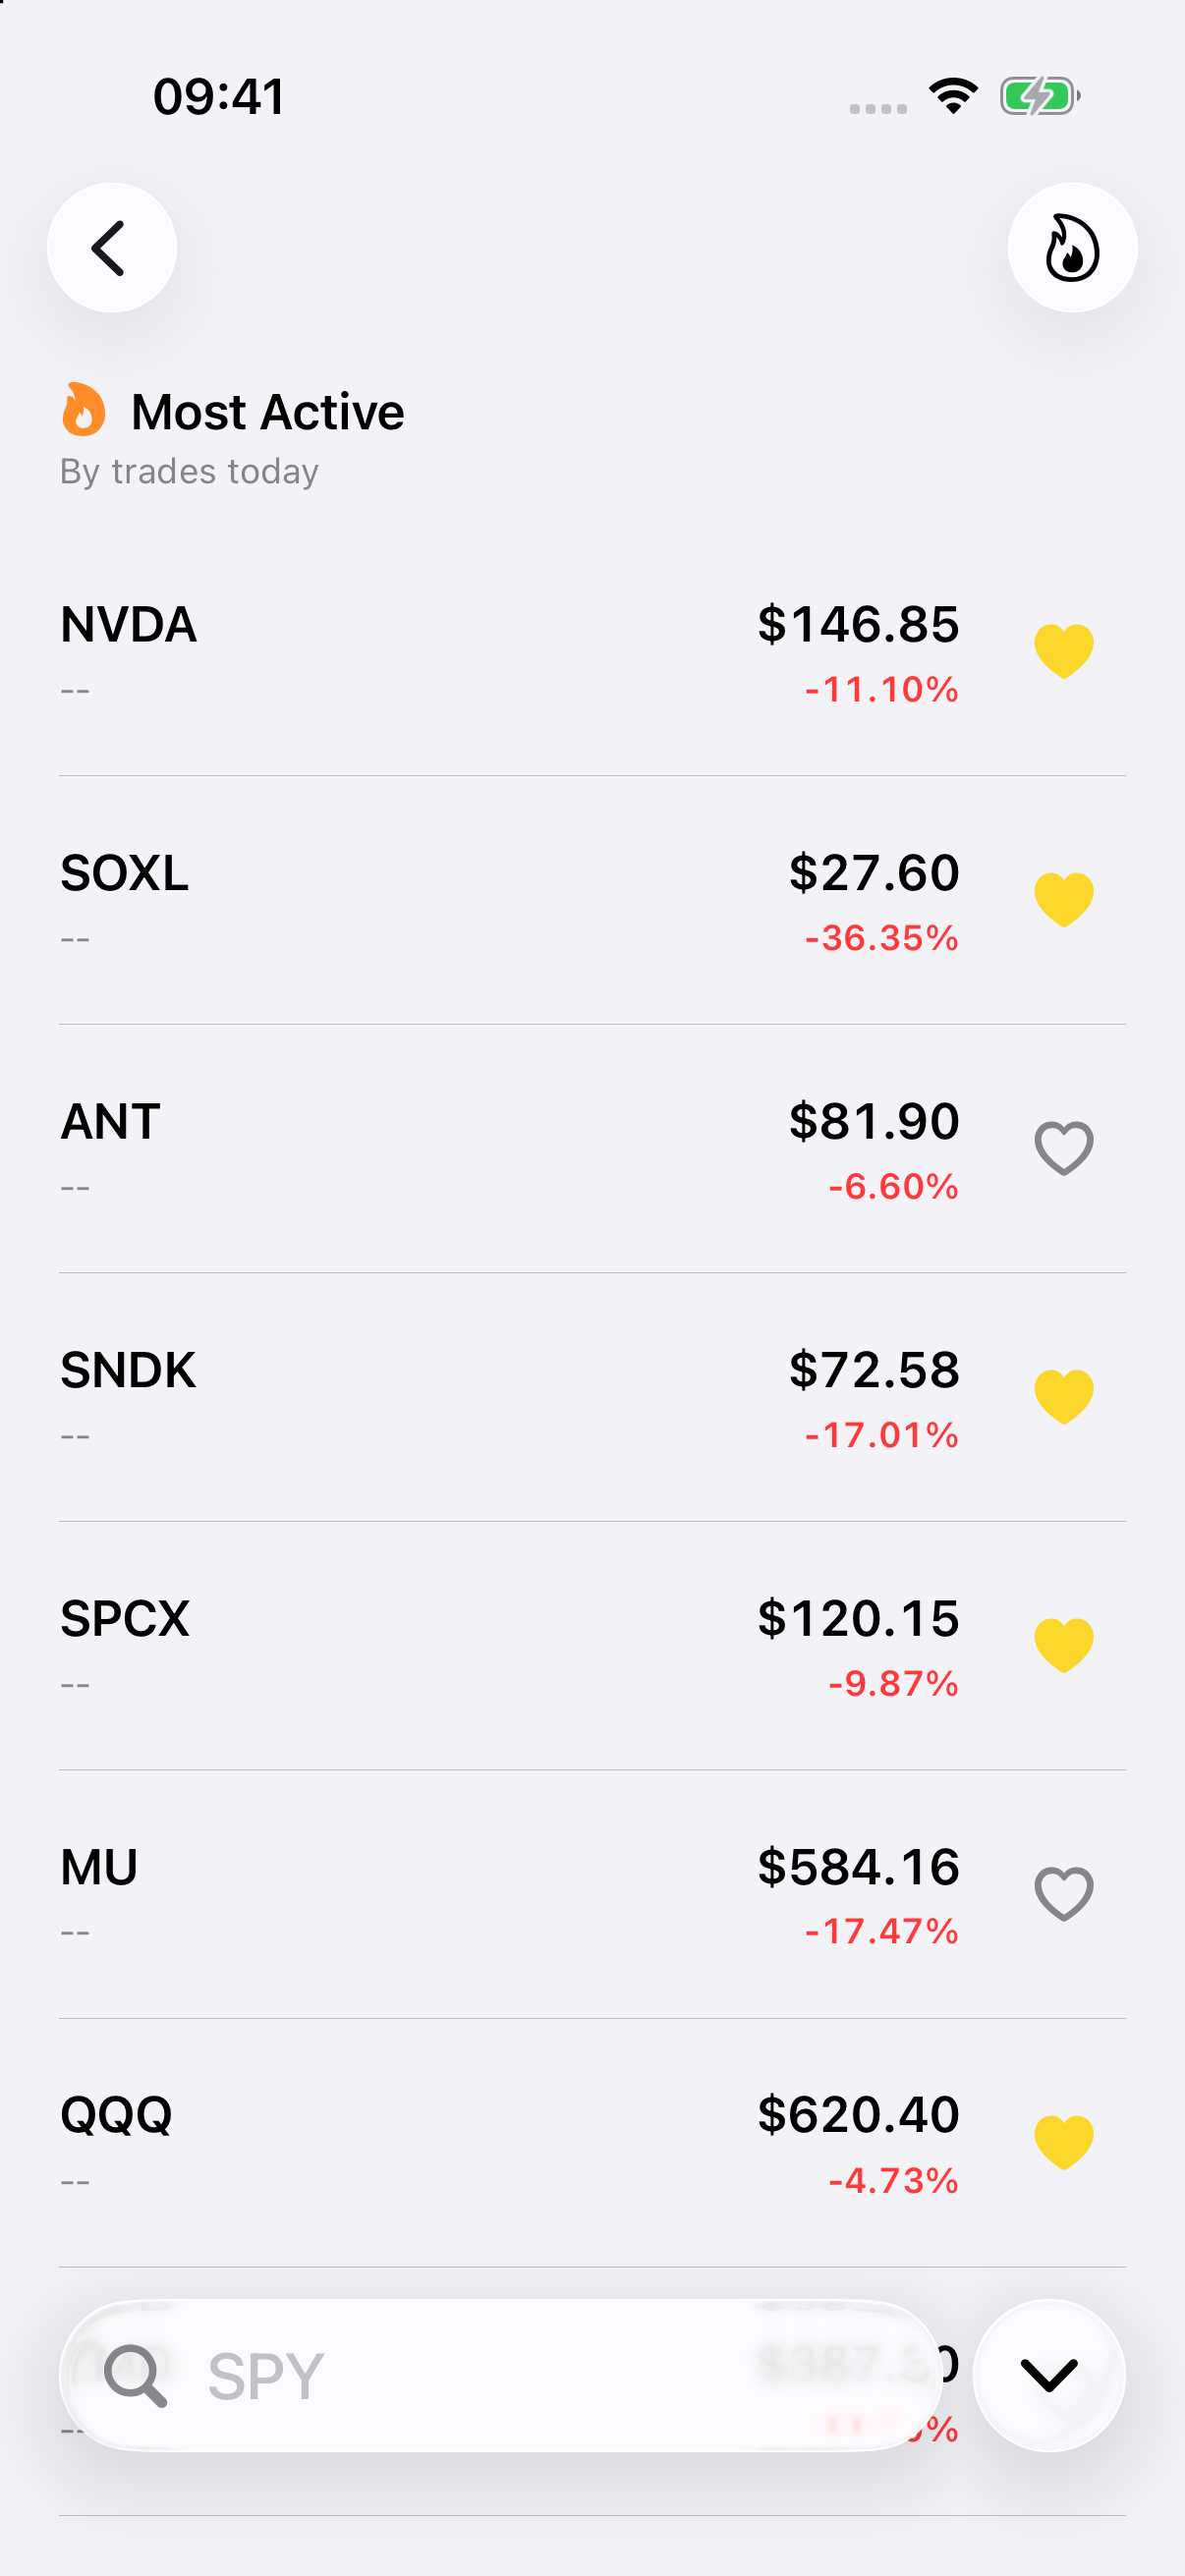 09:41
Most Active
By trades today
NVDA $146.85
-- -11.10%
SOXL $27.60
-- -36.35%
ANT $81.90
-- -6.60%
SNDK $72.58
-- -17.01%
SPCX $120.15
-- -9.87%
MU $584.16
-- -17.47%
QQQ $620.40
-- -4.73%
SPY